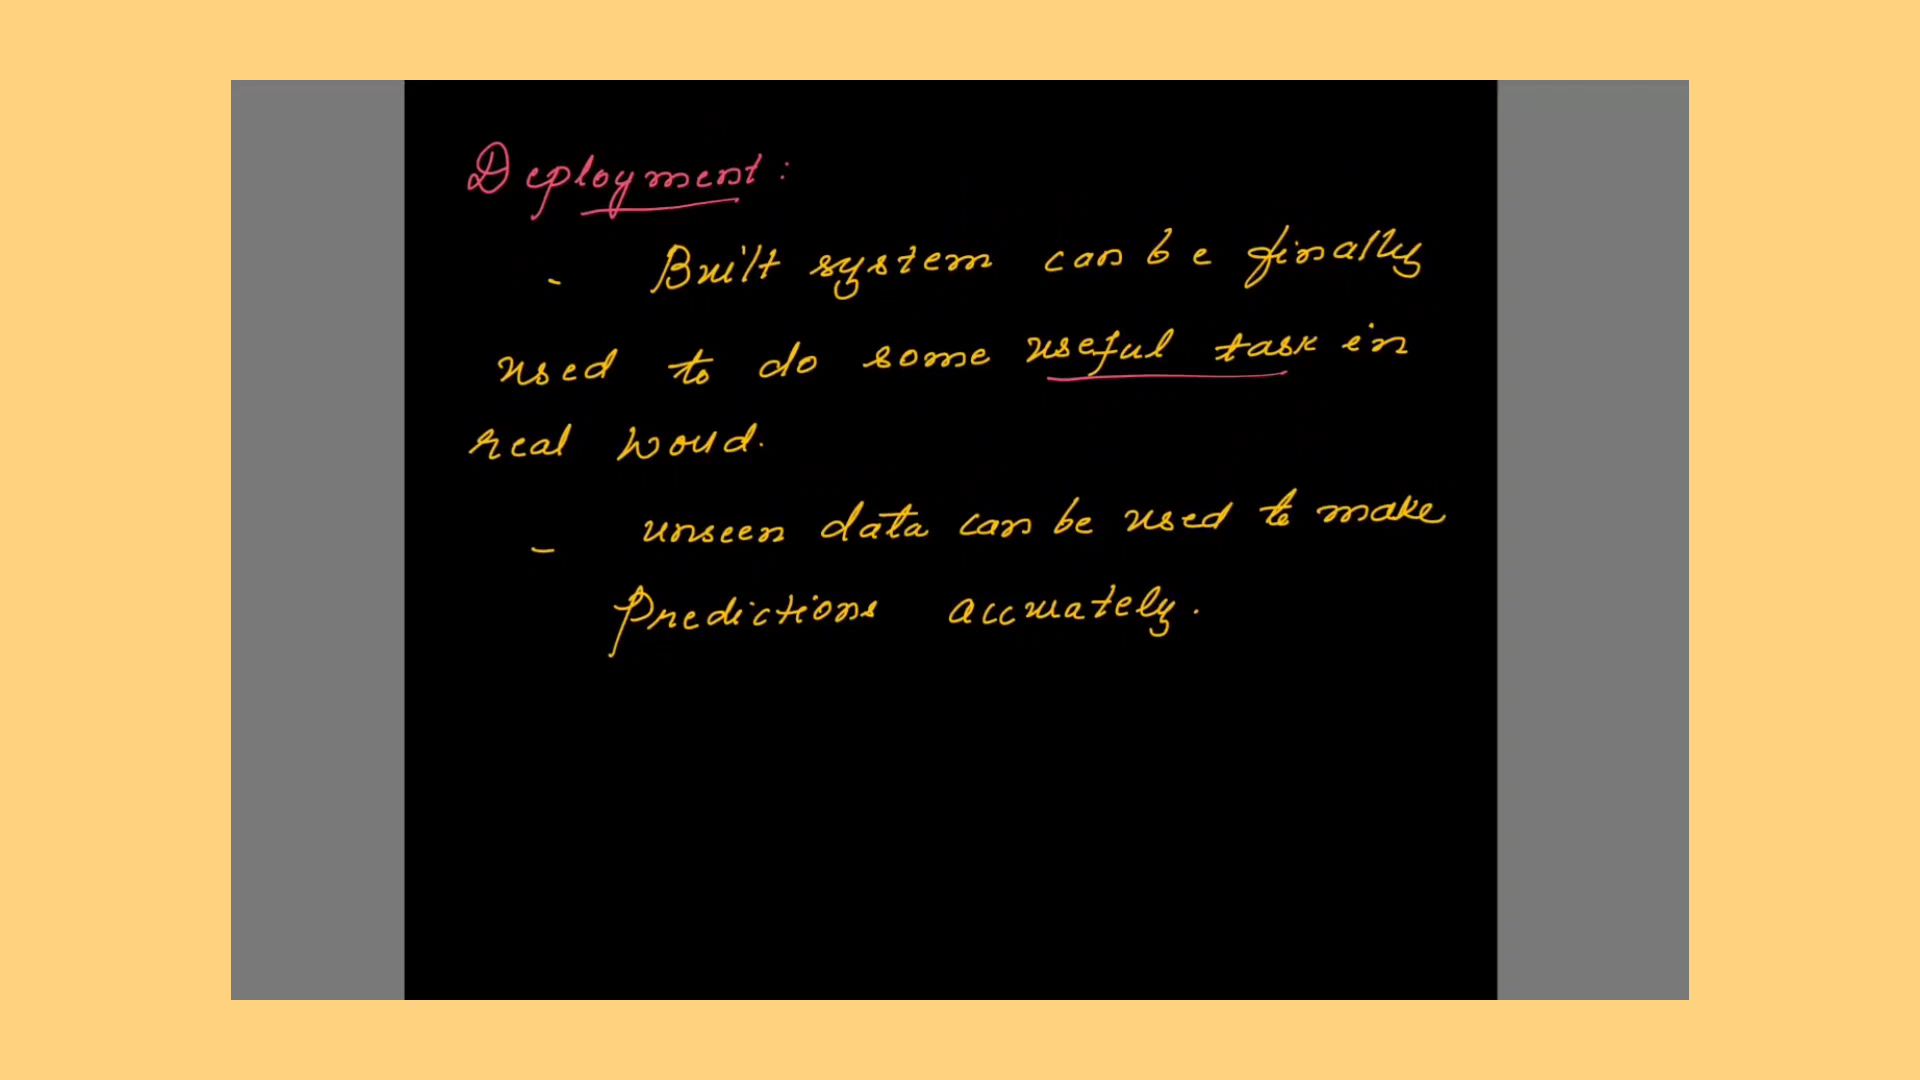 Deployment:
- Built system can be finally
used to do some useful task in
real world.
- unseen data can be used to make
Predictions accurately.